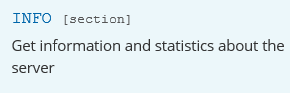 INFO [section]
Get information and statistics about the
server